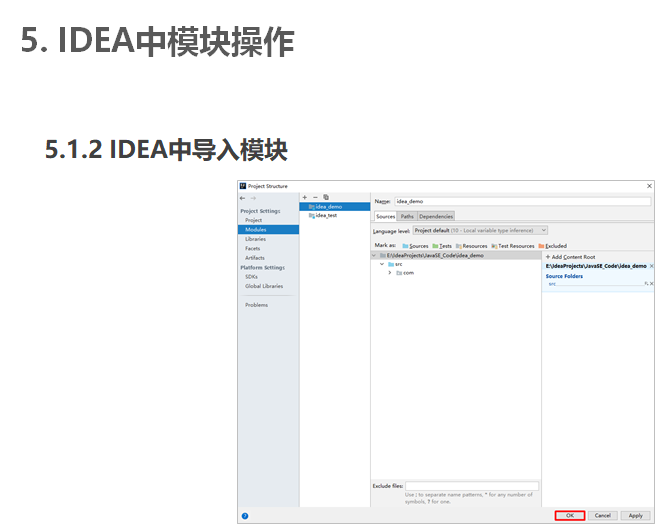 5. IDEA中模块操作
5.1.2 IDEA中导入模块
Project Structure
Project Settings
Project
Modules
Libraries
Facets
Artifacts
Platform Settings
SDKs
Global Libraries
Problems
idea_demo
idea_test
Name: idea_demo
Sources Paths Dependencies
Language level: Project default (10 - Local variable type inference)
Mark as: Sources Tests Resources Test Resources Excluded
E:\IdeaProjects\JavaSE_Code\idea_demo
src
com
+ Add Content Root
E:\IdeaProjects\JavaSE_Code\idea_demo
Source Folders
src
Exclude files:
Use ; to separate name patterns, * for any number of
symbols, ? for one.
OK Cancel Apply